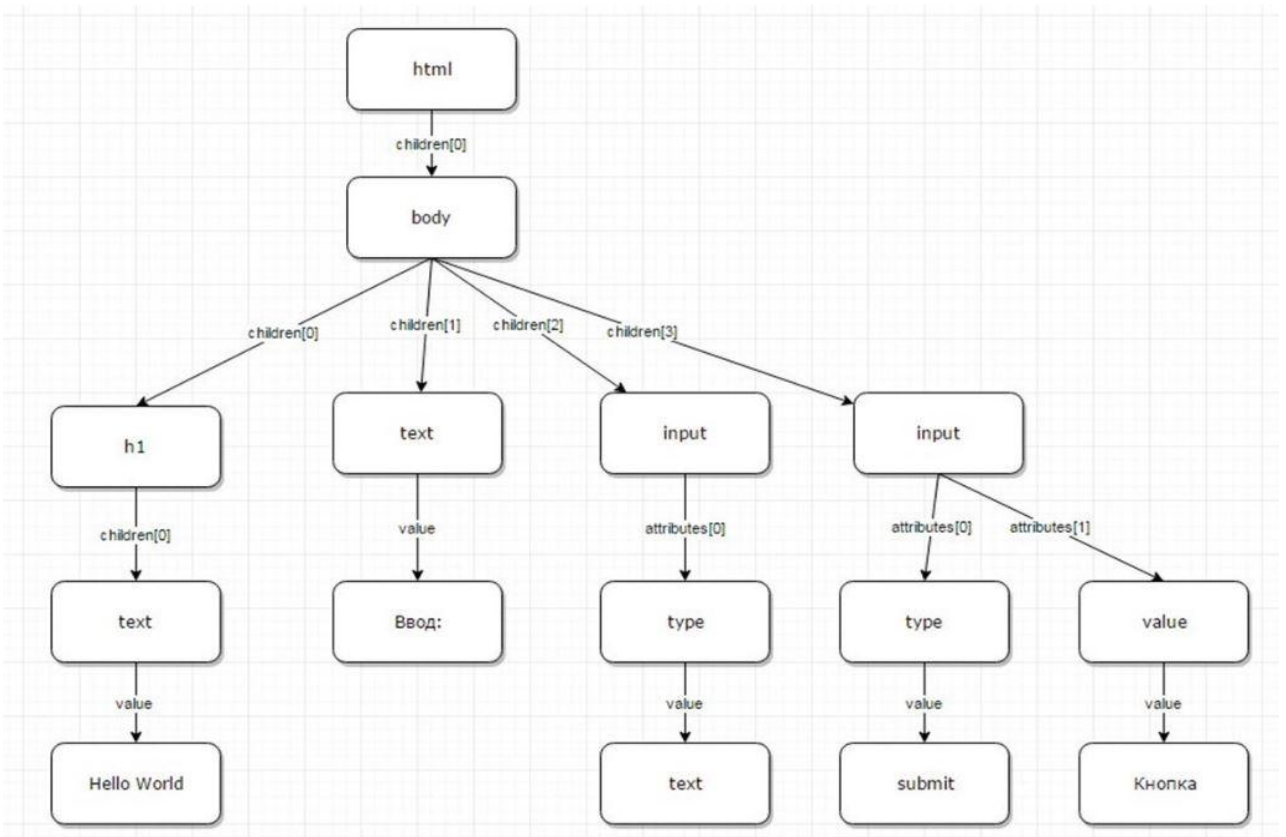 html
children[0]
body
children[0]
children[1]
children[2]
children[3]
h1
text
input
input
children[0]
value
attributes[0]
attributes[0]
attributes[1]
text
Ввод:
type
type
value
value
value
value
value
Hello World
text
submit
Кнопка